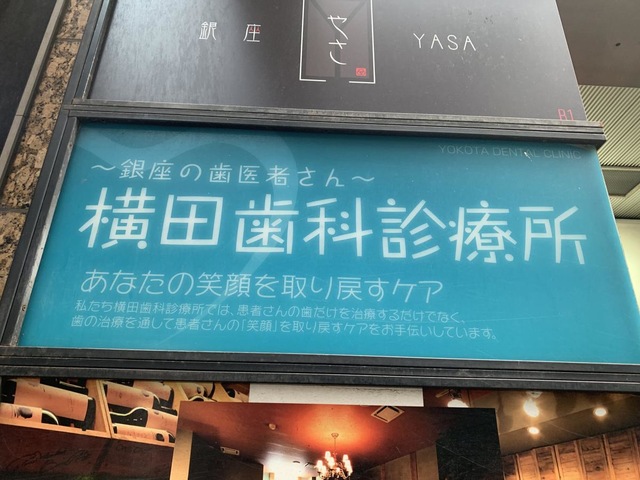 銀座 やさ YASA
B1
YOKOTA DENTAL CLINIC
～銀座の歯医者さん～
横田歯科診療所
あなたの笑顔を取り戻すケア
私たち横田歯科診療所では、患者さんの歯だけを治療するだけでなく、
歯の治療を通して患者さんの「笑顔」を取り戻すケアをお手伝いしています。